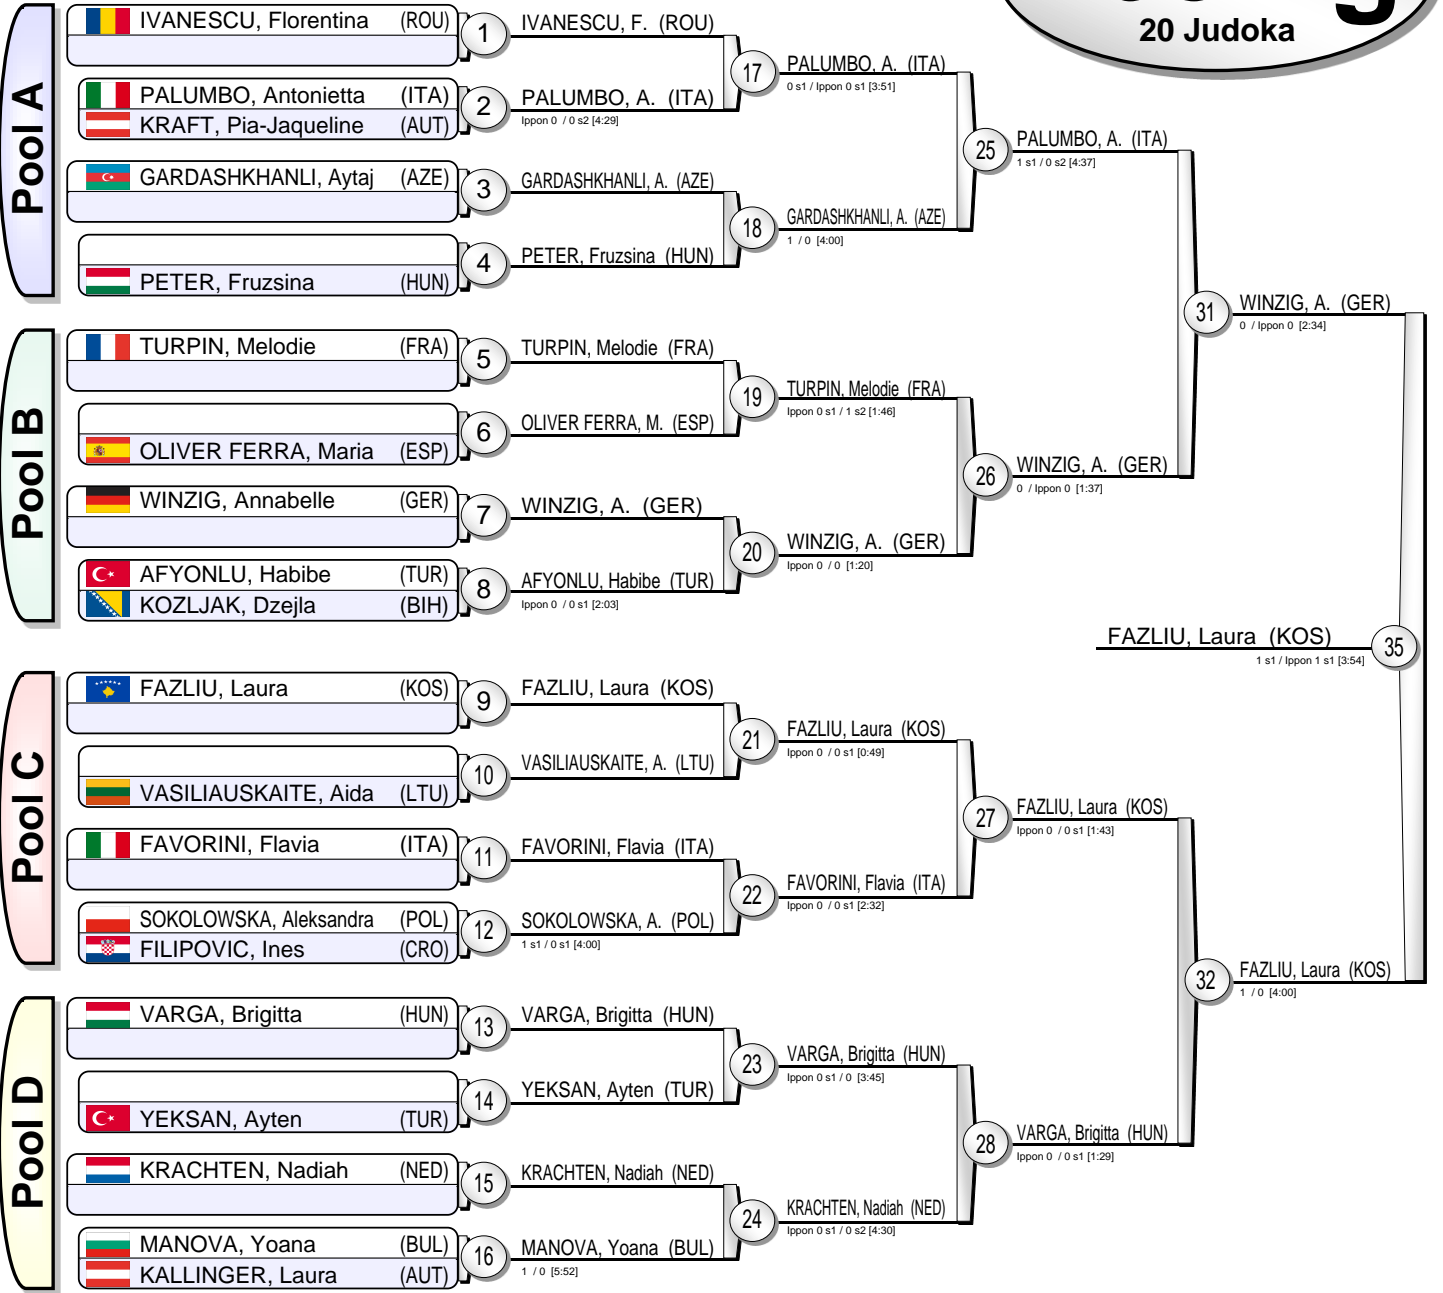 20 Judoka
Pool A
IVANESCU, Florentina (ROU)
1
IVANESCU, F. (ROU)
PALUMBO, Antonietta (ITA)
KRAFT, Pia-Jaqueline (AUT)
2
PALUMBO, A. (ITA)
Ippon 0 / 0 s2 [4:29]
17
PALUMBO, A. (ITA)
0 s1 / Ippon 0 s1 [3:51]
GARDASHKHANLI, Aytaj (AZE)
3
GARDASHKHANLI, A. (AZE)
PETER, Fruzsina (HUN)
4
PETER, Fruzsina (HUN)
18
GARDASHKHANLI, A. (AZE)
1 / 0 [4:00]
25
PALUMBO, A. (ITA)
1 s1 / 0 s2 [4:37]
Pool B
TURPIN, Melodie (FRA)
5
TURPIN, Melodie (FRA)
OLIVER FERRA, Maria (ESP)
6
OLIVER FERRA, M. (ESP)
19
TURPIN, Melodie (FRA)
Ippon 0 s1 / 1 s2 [1:46]
WINZIG, Annabelle (GER)
7
WINZIG, A. (GER)
AFYONLU, Habibe (TUR)
KOZLJAK, Dzejla (BIH)
8
AFYONLU, Habibe (TUR)
Ippon 0 / 0 s1 [2:03]
20
WINZIG, A. (GER)
Ippon 0 / 0 [1:20]
26
WINZIG, A. (GER)
0 / Ippon 0 [1:37]
31
WINZIG, A. (GER)
0 / Ippon 0 [2:34]
FAZLIU, Laura (KOS)
1 s1 / Ippon 1 s1 [3:54]
35
Pool C
FAZLIU, Laura (KOS)
9
FAZLIU, Laura (KOS)
VASILIAUSKAITE, Aida (LTU)
10
VASILIAUSKAITE, A. (LTU)
21
FAZLIU, Laura (KOS)
Ippon 0 / 0 s1 [0:49]
FAVORINI, Flavia (ITA)
11
FAVORINI, Flavia (ITA)
SOKOLOWSKA, Aleksandra (POL)
FILIPOVIC, Ines (CRO)
12
SOKOLOWSKA, A. (POL)
1 s1 / 0 s1 [4:00]
22
FAVORINI, Flavia (ITA)
Ippon 0 / 0 s1 [2:32]
27
FAZLIU, Laura (KOS)
Ippon 0 / 0 s1 [1:43]
Pool D
VARGA, Brigitta (HUN)
13
VARGA, Brigitta (HUN)
YEKSAN, Ayten (TUR)
14
YEKSAN, Ayten (TUR)
23
VARGA, Brigitta (HUN)
Ippon 0 s1 / 0 [3:45]
KRACHTEN, Nadiah (NED)
15
KRACHTEN, Nadiah (NED)
MANOVA, Yoana (BUL)
KALLINGER, Laura (AUT)
16
MANOVA, Yoana (BUL)
1 / 0 [5:52]
24
KRACHTEN, Nadiah (NED)
Ippon 0 s1 / 0 s2 [4:30]
28
VARGA, Brigitta (HUN)
Ippon 0 / 0 s1 [1:29]
32
FAZLIU, Laura (KOS)
1 / 0 [4:00]